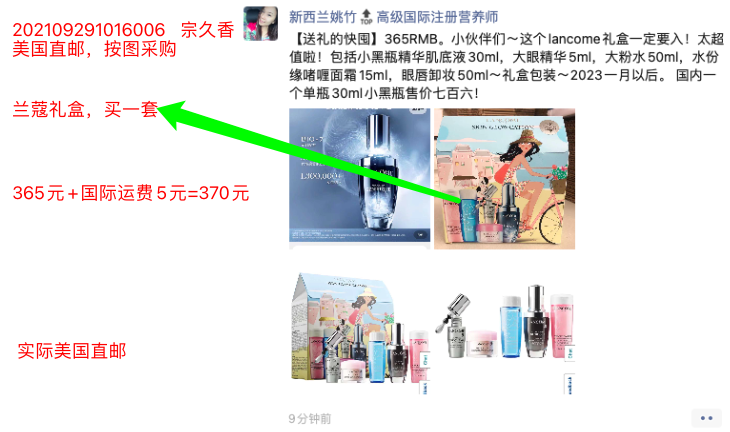 202109291016006 宗久香
美国直邮，按图采购
兰蔻礼盒，买一套
365元+国际运费5元=370元
实际美国直邮
新西兰姚竹🔝高级国际注册营养师
【送礼的快囤】365RMB。小伙伴们～这个lancome礼盒一定要入！太超
值啦！包括小黑瓶精华肌底液30ml，大眼精华5ml，大粉水50ml，水份
缘啫喱面霜15ml，眼唇卸妆50ml～礼盒包装～2023一月以后。 国内一
个单瓶30ml小黑瓶售价七百六！
9分钟前